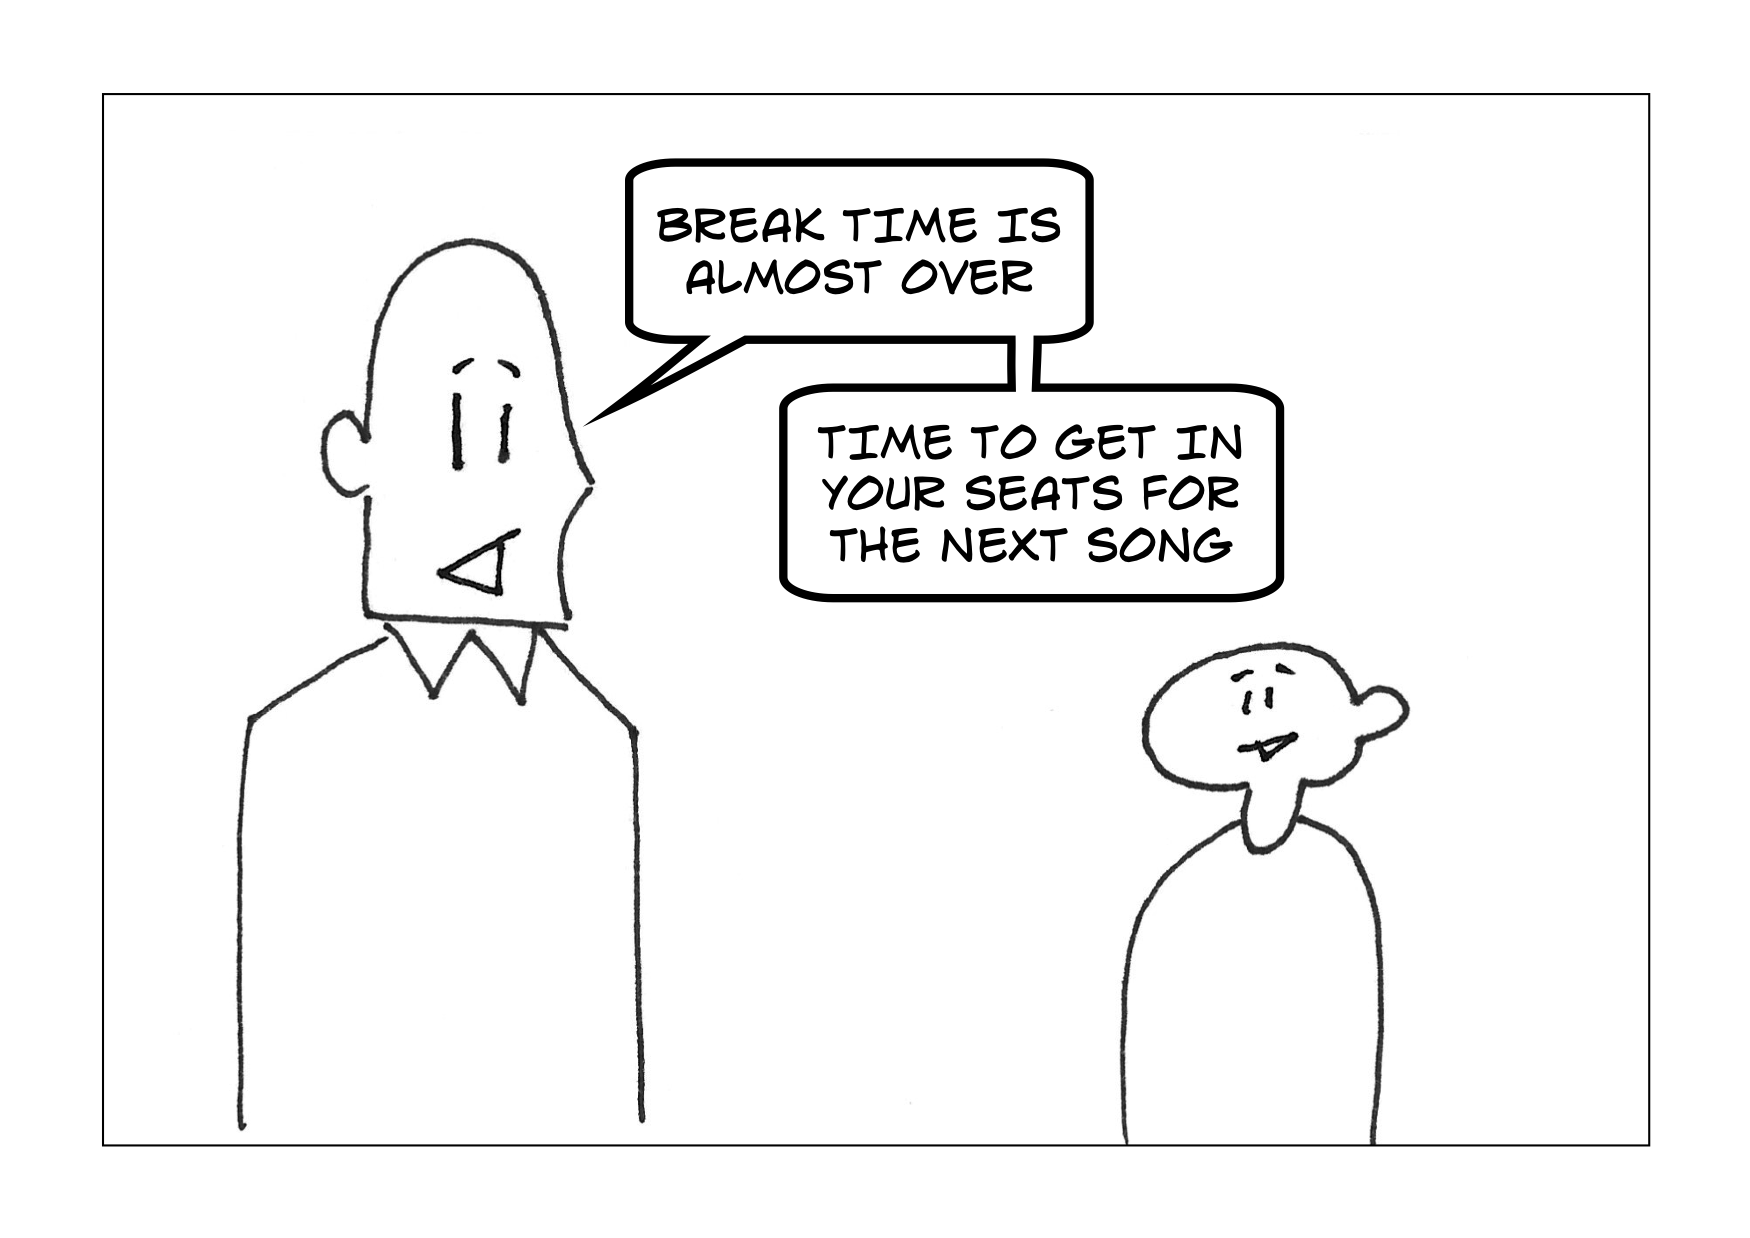 BREAK TIME IS
ALMOST OVER
TIME TO GET IN
YOUR SEATS FOR
THE NEXT SONG